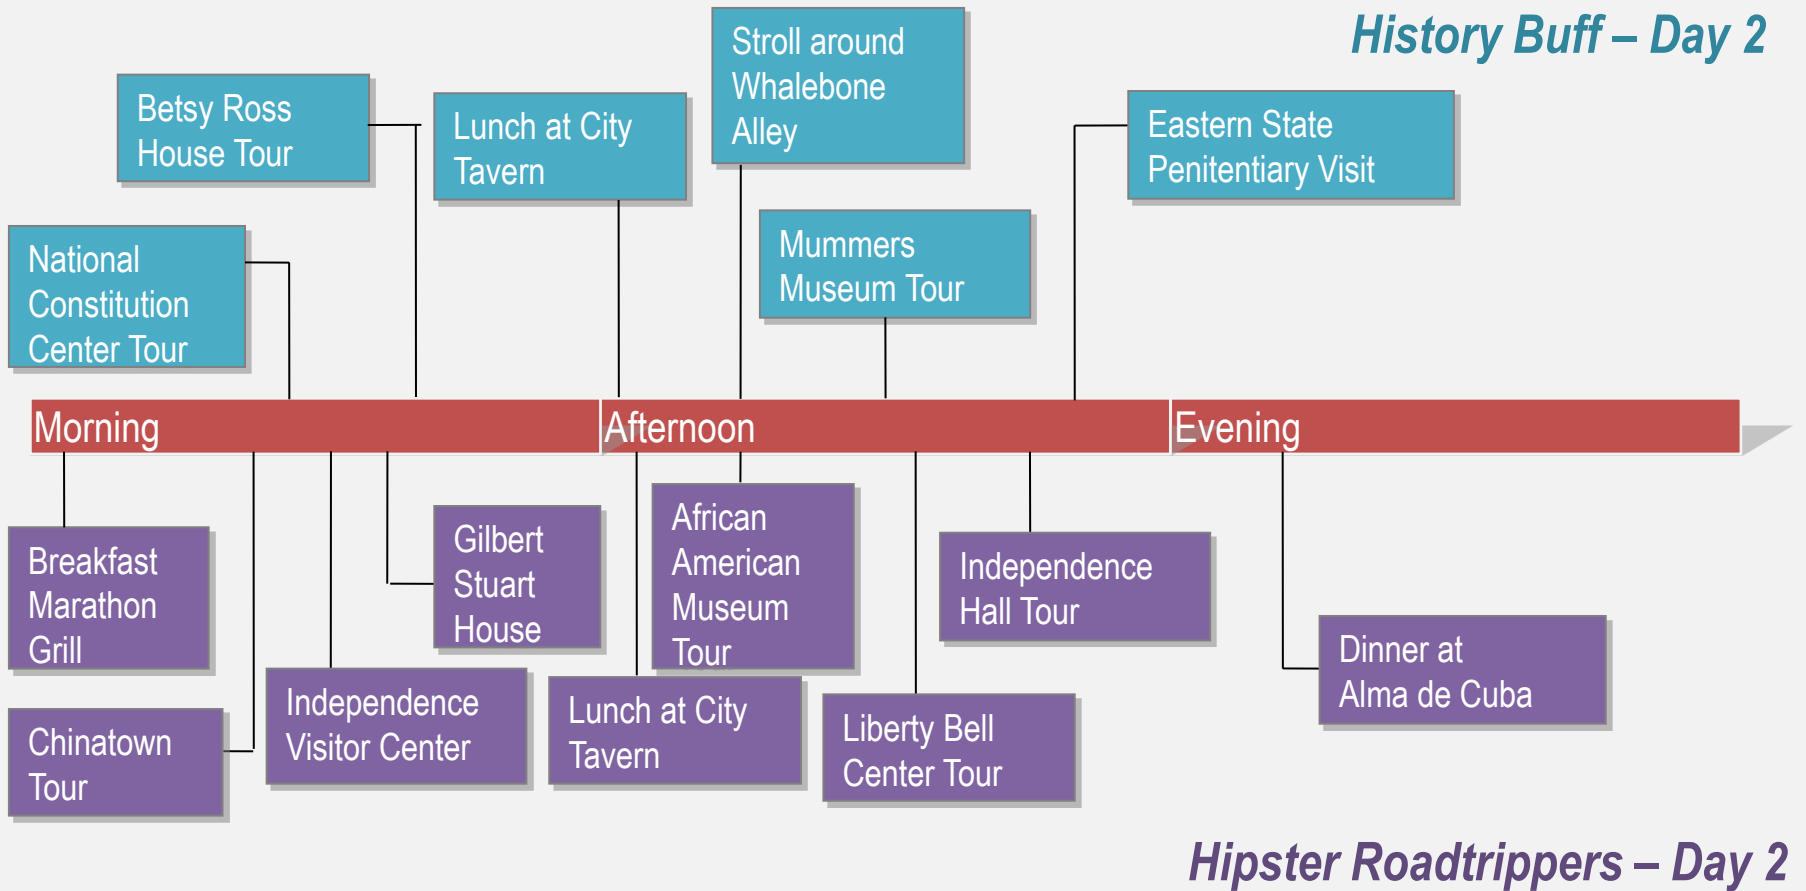 History Buff – Day 2
Stroll around
Whalebone
Alley
Betsy Ross
House Tour
Lunch at City
Tavern
Eastern State
Penitentiary Visit
National
Constitution
Center Tour
Mummers
Museum Tour
Morning
Afternoon
Evening
Breakfast
Marathon
Grill
Gilbert
Stuart
House
African
American
Museum
Tour
Independence
Hall Tour
Dinner at
Alma de Cuba
Chinatown
Tour
Independence
Visitor Center
Lunch at City
Tavern
Liberty Bell
Center Tour
Hipster Roadtrippers – Day 2